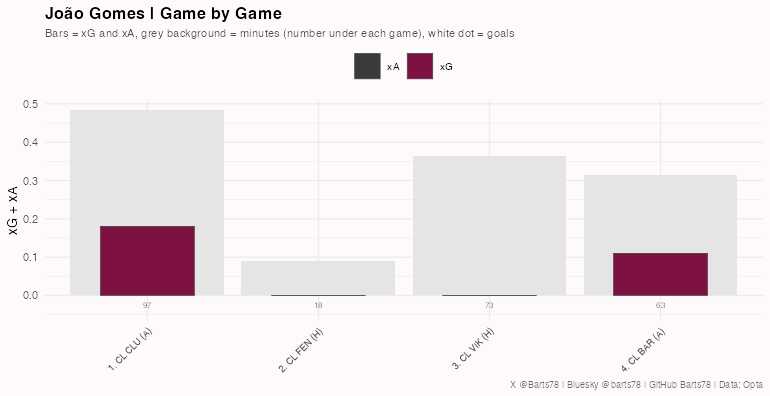 João Gomes | Game by Game
Bars = xG and xA, grey background = minutes (number under each game), white dot = goals
xA
xG
xG + xA
0.5
0.4
0.3
0.2
0.1
0.0
97
18
73
63
1. CL CLU (A)
2. CL FEN (H)
3. CL VIK (H)
4. CL BAR (A)
X @Barts78 | Bluesky @barts78 | GitHub Barts78 | Data: Opta